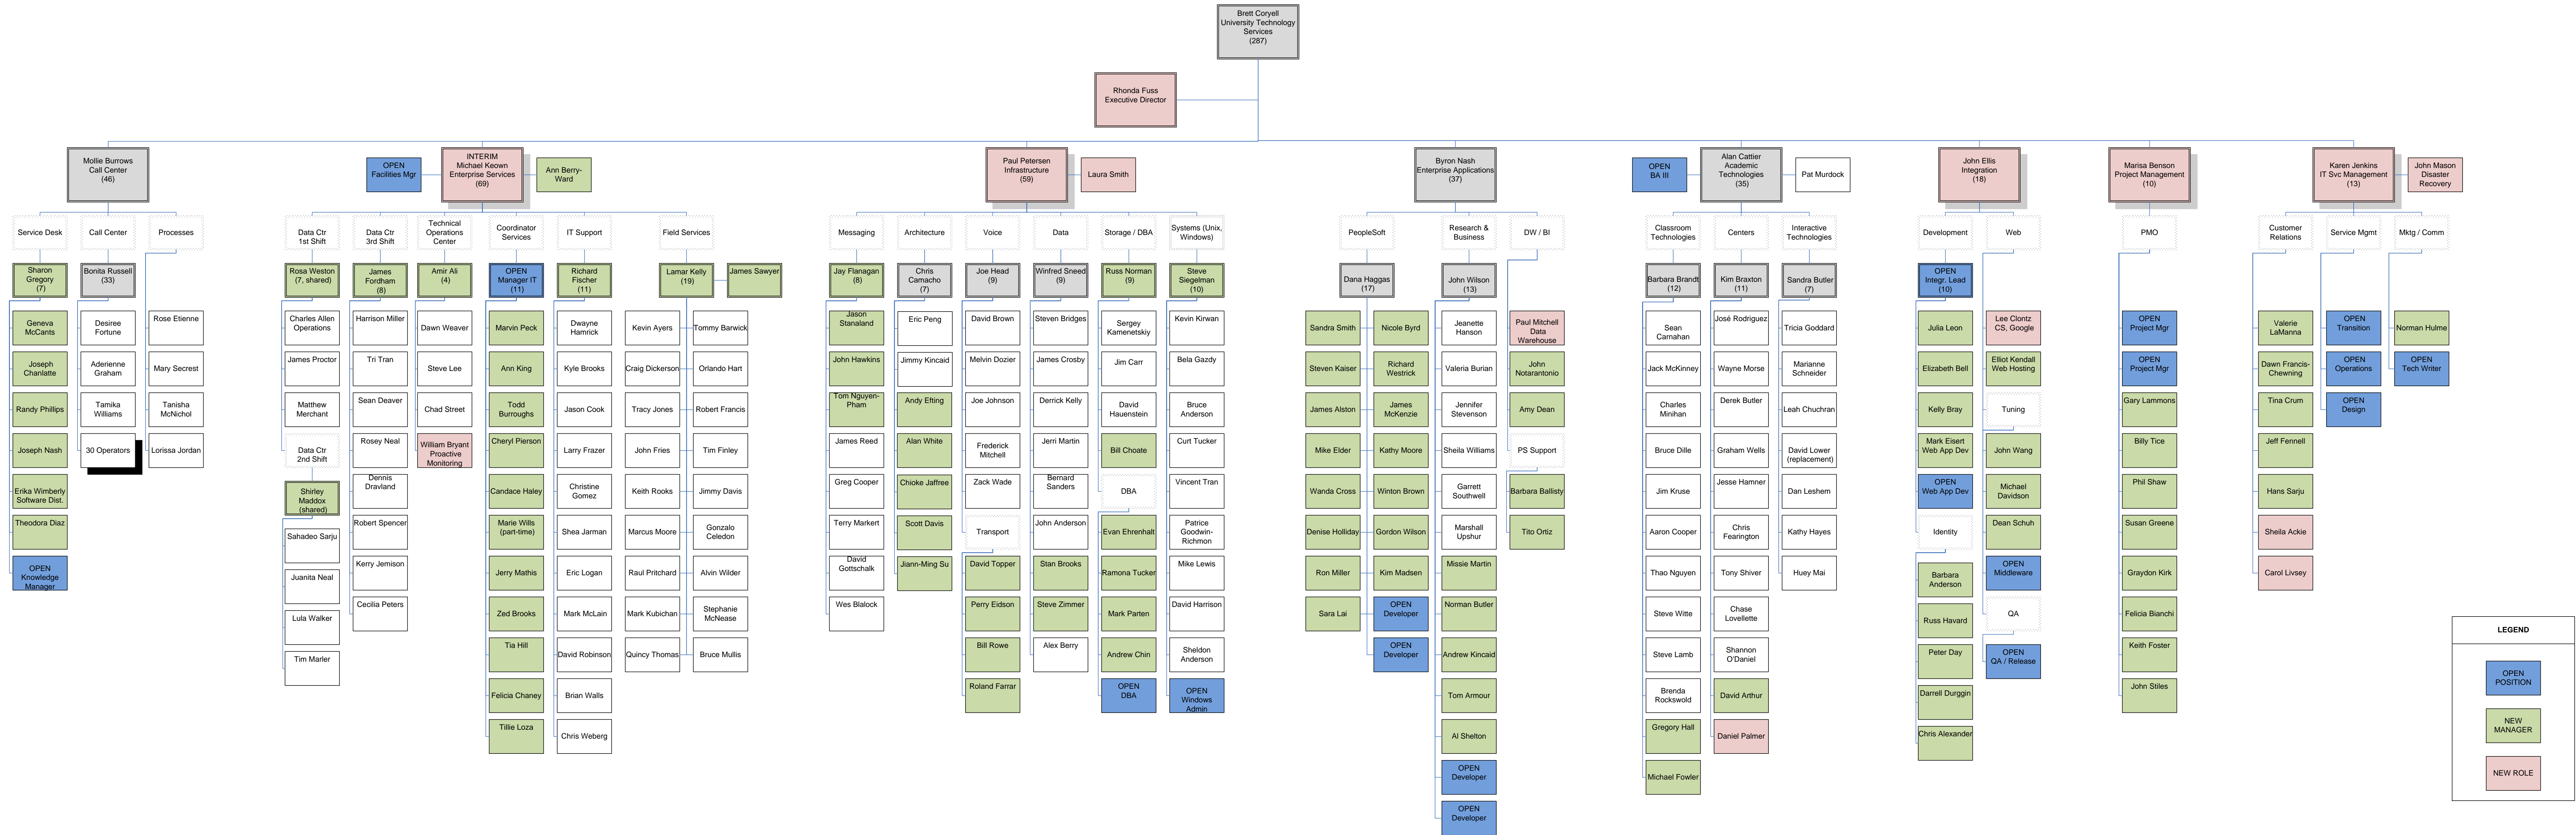 Brett Coryell
University Technology
Services
(287)
Rhonda Fuss
Executive Director
Mollie Burrows
Call Center
(46)
OPEN
Facilities Mgr
INTERIM
Michael Keown
Enterprise Services
(69)
Ann Berry-
Ward
Paul Petersen
Infrastructure
(59)
Laura Smith
Byron Nash
Enterprise Applications
(37)
OPEN
BA III
Alan Cattier
Academic
Technologies
(35)
Pat Murdock
John Ellis
Integration
(18)
Marisa Benson
Project Management
(10)
Karen Jenkins
IT Svc Management
(13)
John Mason
Disaster
Recovery
Service Desk
Sharon
Gregory
(7)
Geneva
McCants
Joseph
Chanlatte
Randy Phillips
Joseph Nash
Erika Wimberly
Software Dist.
Theodora Diaz
OPEN
Knowledge
Manager
Call Center
Bonita Russell
(33)
Desiree
Fortune
Aderienne
Graham
Tamika
Williams
30 Operators
Processes
Rose Etienne
Mary Secrest
Tanisha
McNichol
Lorissa Jordan
Data Ctr
1st Shift
Rosa Weston
(7, shared)
Charles Allen
Operations
James Proctor
Matthew
Merchant
Data Ctr
2nd Shift
Shirley
Maddox
(shared)
Sahadeo Sarju
Juanita Neal
Lula Walker
Tim Marler
Data Ctr
3rd Shift
James
Fordham
(8)
Harrison Miller
Tri Tran
Sean Deaver
Rosey Neal
Dennis
Dravland
Robert Spencer
Kerry Jemison
Cecilia Peters
Technical
Operations
Center
Amir Ali
(4)
Dawn Weaver
Steve Lee
Chad Street
William Bryant
Proactive
Monitoring
Coordinator
Services
OPEN
Manager IT
(11)
Marvin Peck
Ann King
Todd
Burroughs
Cheryl Pierson
Candace Haley
Marie Wills
(part-time)
Jerry Mathis
Zed Brooks
Tia Hill
Felicia Chaney
Tillie Loza
IT Support
Richard
Fischer
(11)
Dwayne
Hamrick
Kyle Brooks
Jason Cook
Larry Frazer
Christine
Gomez
Shea Jarman
Eric Logan
Mark McLain
David Robinson
Brian Walls
Chris Weberg
Field Services
Lamar Kelly
(19)
James Sawyer
Kevin Ayers
Tommy Barwick
Craig Dickerson
Orlando Hart
Tracy Jones
Robert Francis
John Fries
Tim Finley
Keith Rooks
Jimmy Davis
Marcus Moore
Gonzalo
Celedon
Raul Pritchard
Alvin Wilder
Mark Kubichan
Stephanie
McNease
Quincy Thomas
Bruce Mullis
Messaging
Jay Flanagan
(8)
Jason
Stanaland
John Hawkins
Tom Nguyen-
Pham
James Reed
Greg Cooper
Terry Markert
David
Gottschalk
Wes Blalock
Architecture
Chris
Camacho
(7)
Eric Peng
Jimmy Kincaid
Andy Efting
Alan White
Chioke Jaffree
Scott Davis
Jiann-Ming Su
Voice
Joe Head
(9)
David Brown
Melvin Dozier
Joe Johnson
Frederick
Mitchell
Zack Wade
Transport
David Topper
Perry Eidson
Bill Rowe
Roland Farrar
Data
Winfred Sneed
(9)
Steven Bridges
James Crosby
Derrick Kelly
Jerri Martin
Bernard
Sanders
John Anderson
Stan Brooks
Steve Zimmer
Alex Berry
Storage / DBA
Russ Norman
(9)
Sergey
Kamenetskiy
Jim Carr
David
Hauenstein
Bill Choate
DBA
Evan Ehrenhalt
Ramona Tucker
Mark Parten
Andrew Chin
OPEN
DBA
Systems (Unix,
Windows)
Steve
Siegelman
(10)
Kevin Kirwan
Bela Gazdy
Bruce
Anderson
Curt Tucker
Vincent Tran
Patrice
Goodwin-
Richmon
Mike Lewis
David Harrison
Sheldon
Anderson
OPEN
Windows
Admin
PeopleSoft
Dana Haggas
(17)
Sandra Smith
Nicole Byrd
Steven Kaiser
Richard
Westrick
James Alston
James
McKenzie
Mike Elder
Kathy Moore
Wanda Cross
Winton Brown
Denise Holliday
Gordon Wilson
Ron Miller
Kim Madsen
Sara Lai
OPEN
Developer
OPEN
Developer
Research &
Business
John Wilson
(13)
Jeanette
Hanson
Valeria Burian
Jennifer
Stevenson
Sheila Williams
Garrett
Southwell
Marshall
Upshur
Missie Martin
Norman Butler
Andrew Kincaid
Tom Armour
Al Shelton
OPEN
Developer
OPEN
Developer
DW / BI
Paul Mitchell
Data
Warehouse
John
Notarantonio
Amy Dean
PS Support
Barbara Ballisty
Tito Ortiz
Classroom
Technologies
Barbara Brandt
(12)
Sean
Carnahan
Jack McKinney
Charles
Minihan
Bruce Dille
Jim Kruse
Aaron Cooper
Thao Nguyen
Steve Witte
Steve Lamb
Brenda
Rockswold
Gregory Hall
Michael Fowler
Centers
Kim Braxton
(11)
José Rodriguez
Wayne Morse
Derek Butler
Graham Wells
Jesse Hamner
Chris
Fearington
Tony Shiver
Chase
Lovellette
Shannon
O'Daniel
David Arthur
Daniel Palmer
Interactive
Technologies
Sandra Butler
(7)
Tricia Goddard
Marianne
Schneider
Leah Chuchran
David Lower
(replacement)
Dan Leshem
Kathy Hayes
Huey Mai
Development
OPEN
Integr. Lead
(10)
Julia Leon
Elizabeth Bell
Kelly Bray
Mark Eisert
Web App Dev
OPEN
Web App Dev
Identity
Barbara
Anderson
Russ Havard
Peter Day
Darrell Durggin
Chris Alexander
Web
Lee Clontz
CS, Google
Elliot Kendall
Web Hosting
Tuning
John Wang
Michael
Davidson
Dean Schuh
OPEN
Middleware
QA
OPEN
QA / Release
PMO
OPEN
Project Mgr
OPEN
Project Mgr
Gary Lammons
Billy Tice
Phil Shaw
Susan Greene
Graydon Kirk
Felicia Bianchi
Keith Foster
John Stiles
Customer
Relations
Valerie
LaManna
Dawn Francis-
Chewning
Tina Crum
Jeff Fennell
Hans Sarju
Sheila Ackie
Carol Livsey
Service Mgmt
OPEN
Transition
OPEN
Operations
OPEN
Design
Mktg / Comm
Norman Hulme
OPEN
Tech Writer
LEGEND
OPEN
POSITION
NEW
MANAGER
NEW ROLE